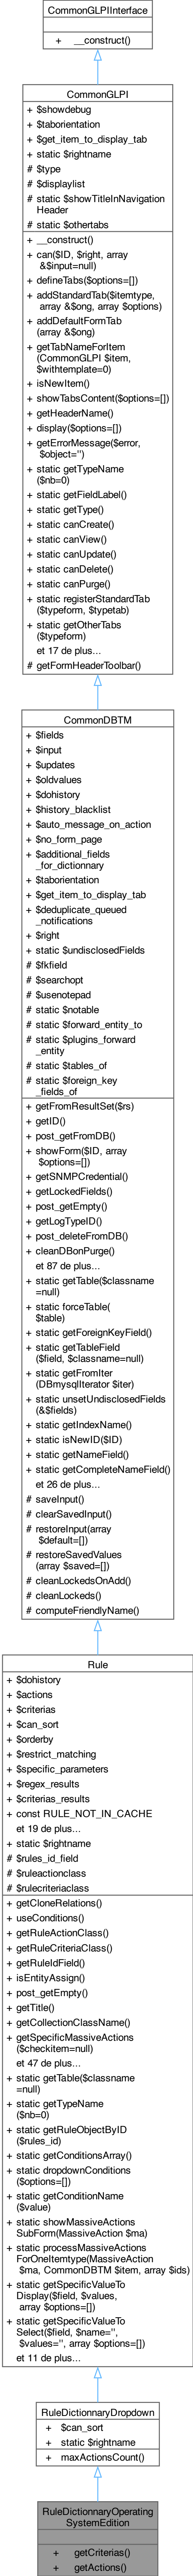 CommonGLPIInterface
+ __construct()
CommonGLPI
+ $showdebug
+ $taborientation
+ $get_item_to_display_tab
+ static $rightname
# $type
# $displaylist
# static $showTitleInNavigation
Header
# static $othertabs
+ __construct()
+ can($ID, $right, array
&$input=null)
+ defineTabs($options=[])
+ addStandardTab($itemtype,
array &$ong, array $options)
+ addDefaultFormTab
(array &$ong)
+ getTabNameForItem
(CommonGLPI $item,
$withtemplate=0)
+ isNewItem()
+ showTabsContent($options=[])
+ getHeaderName()
+ display($options=[])
+ getErrorMessage($error,
$object='')
+ static getTypeName
($nb=0)
+ static getFieldLabel()
+ static getType()
+ static canCreate()
+ static canView()
+ static canUpdate()
+ static canDelete()
+ static canPurge()
+ static registerStandardTab
($typeform, $typetab)
+ static getOtherTabs
($typeform)
et 17 de plus...
# getFormHeaderToolbar()
CommonDBTM
+ $fields
+ $input
+ $updates
+ $oldvalues
+ $dohistory
+ $history_blacklist
+ $auto_message_on_action
+ $no_form_page
+ $additional_fields
_for_dictionnary
+ $taborientation
+ $get_item_to_display_tab
+ $deduplicate_queued
_notifications
+ $right
+ static $undisclosedFields
# $fkfield
# $searchopt
# $usenotepad
# static $notable
# static $forward_entity_to
# static $plugins_forward
_entity
# static $tables_of
# static $foreign_key
_fields_of
+ getFromResultSet($rs)
+ getID()
+ post_getFromDB()
+ showForm($ID, array
$options=[])
+ getSNMPCredential()
+ getLockedFields()
+ post_getEmpty()
+ getLogTypeID()
+ post_deleteFromDB()
+ cleanDBonPurge()
et 87 de plus...
+ static getTable($classname
=null)
+ static forceTable(
$table)
+ static getForeignKeyField()
+ static getTableField
($field, $classname=null)
+ static getFromIter
(DBmysqlIterator $iter)
+ static unsetUndisclosedFields
(&$fields)
+ static getIndexName()
+ static isNewID($ID)
+ static getNameField()
+ static getCompleteNameField()
et 26 de plus...
# saveInput()
# clearSavedInput()
# restoreInput(array
$default=[])
# restoreSavedValues
(array $saved=[])
# cleanLockedsOnAdd()
# cleanLockeds()
# computeFriendlyName()
Rule
+ $dohistory
+ $actions
+ $criterias
+ $can_sort
+ $orderby
+ $restrict_matching
+ $specific_parameters
+ $regex_results
+ $criterias_results
+ const RULE_NOT_IN_CACHE
et 19 de plus...
+ static $rightname
# $rules_id_field
# $ruleactionclass
# $rulecriteriaclass
+ getCloneRelations()
+ useConditions()
+ getRuleActionClass()
+ getRuleCriteriaClass()
+ getRuleIdField()
+ isEntityAssign()
+ post_getEmpty()
+ getTitle()
+ getCollectionClassName()
+ getSpecificMassiveActions
($checkitem=null)
et 47 de plus...
+ static getTable($classname
=null)
+ static getTypeName
($nb=0)
+ static getRuleObjectByID
($rules_id)
+ static getConditionsArray()
+ static dropdownConditions
($options=[])
+ static getConditionName
($value)
+ static showMassiveActions
SubForm(MassiveAction $ma)
+ static processMassiveActions
ForOneItemtype(MassiveAction
$ma, CommonDBTM $item, array $ids)
+ static getSpecificValueTo
Display($field, $values,
array $options=[])
+ static getSpecificValueTo
Select($field, $name='',
$values='', array $options=[])
et 11 de plus...
RuleDictionnaryDropdown
+ $can_sort
+ static $rightname
+ maxActionsCount()
RuleDictionnaryOperating
SystemEdition
+ getCriterias()
+ getActions()